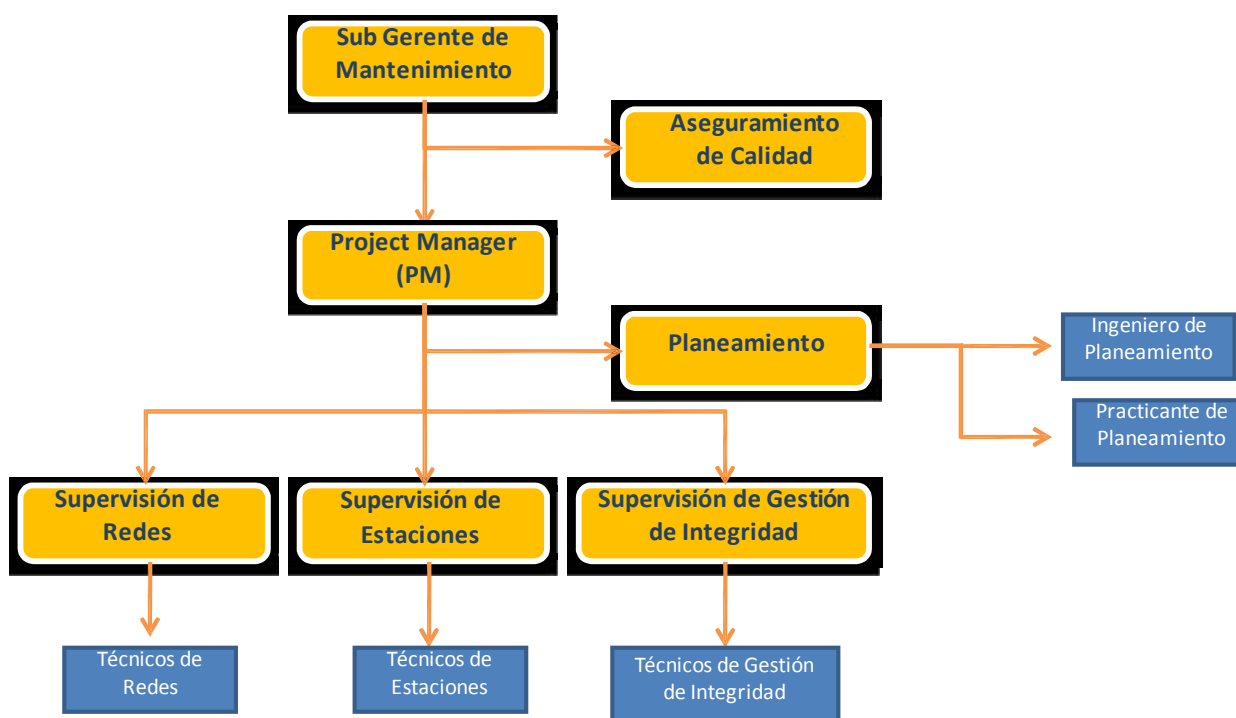 Sub Gerente de
Mantenimiento
Aseguramiento
de Calidad
Project Manager
(PM)
Planeamiento
Ingeniero de
Planeamiento
Practicante de
Planeamiento
Supervisión de
Redes
Supervisión de
Estaciones
Supervisión de Gestión
de Integridad
Técnicos de
Redes
Técnicos de
Estaciones
Técnicos de Gestión
de Integridad